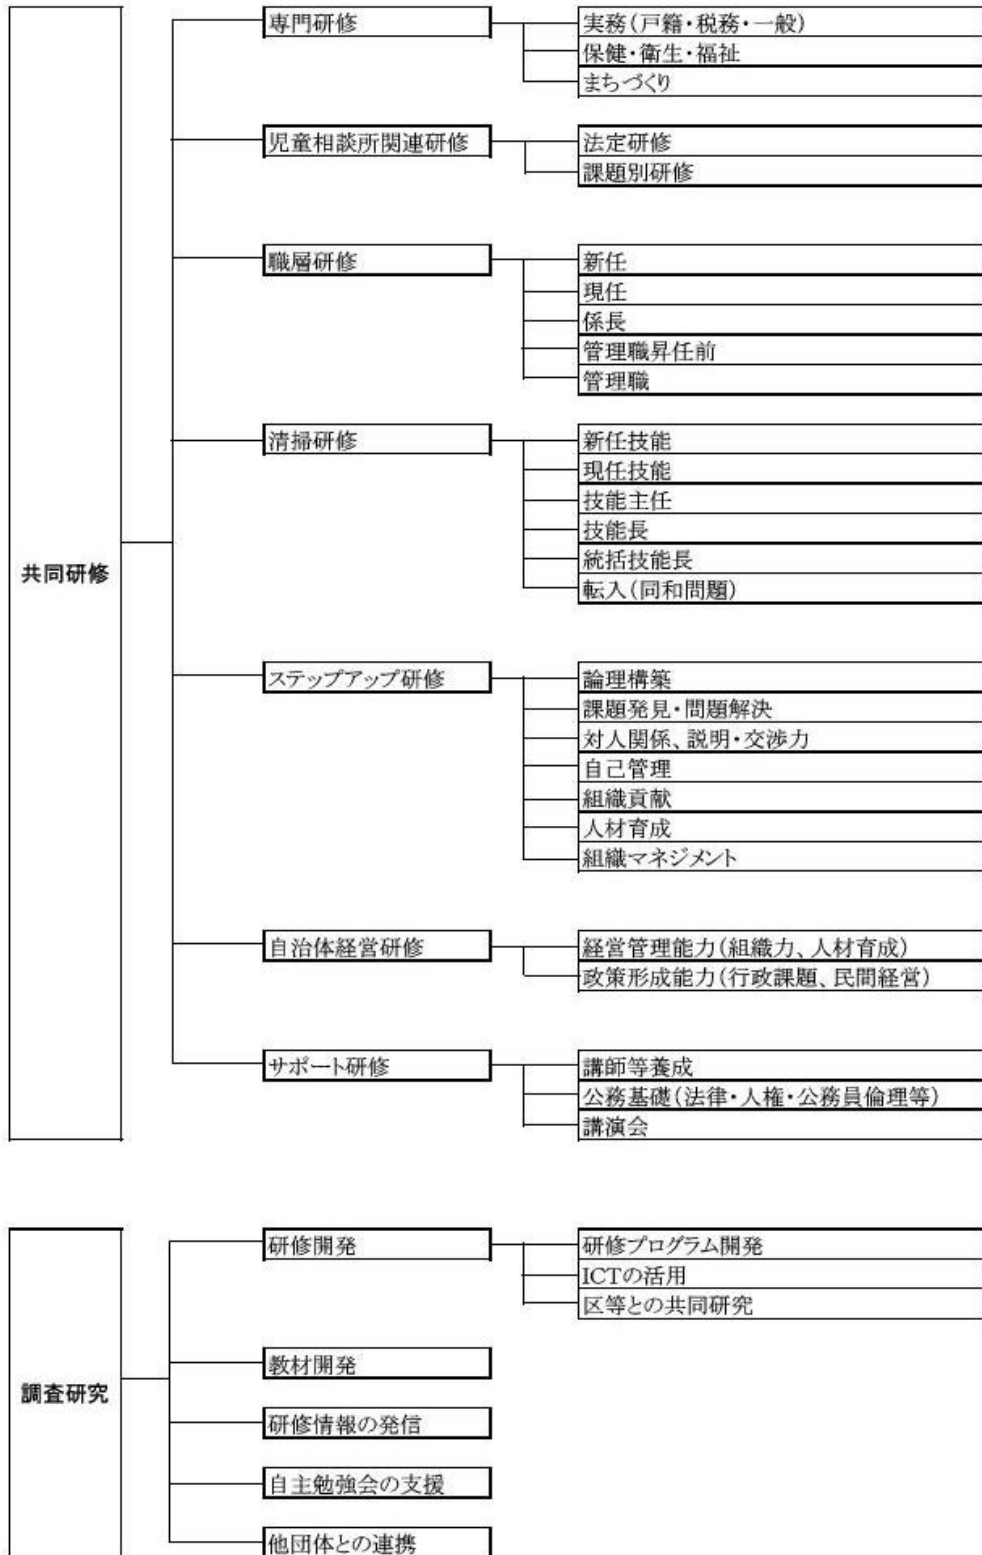 共同研修
専門研修
実務(戸籍・税務・一般)
保健・衛生・福祉
まちづくり
児童相談所関連研修
法定研修
課題別研修
職層研修
新任
現任
係長
管理職昇任前
管理職
清掃研修
新任技能
現任技能
技能主任
技能長
統括技能長
転入(同和問題)
ステップアップ研修
論理構築
課題発見・問題解決
対人関係、説明・交渉力
自己管理
組織貢献
人材育成
組織マネジメント
自治体経営研修
経営管理能力(組織力、人材育成)
政策形成能力(行政課題、民間経営)
サポート研修
講師等養成
公務基礎(法律・人権・公務員倫理等)
講演会
調査研究
研修開発
研修プログラム開発
ICTの活用
区等との共同研究
教材開発
研修情報の発信
自主勉強会の支援
他団体との連携